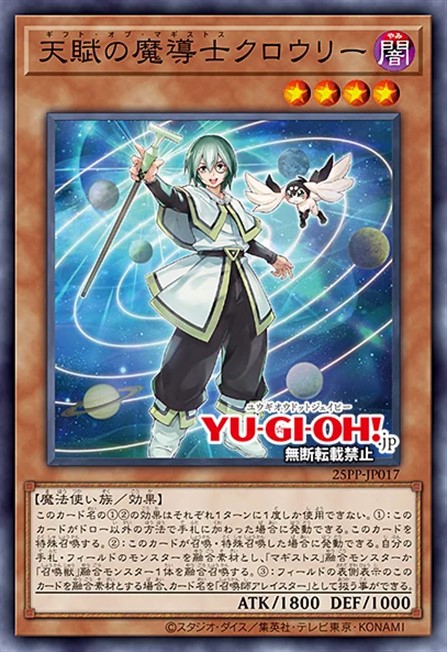 ギフト・オブ・マギストス
天賦の魔導士クロウリー
やみ
闇
ユウギオウドットジェイピー
YU-GI-OH!.jp
無断転載禁止
25PP-JP017
[魔法使い族/効果]
このカード名の①②の効果はそれぞれ1ターンに1度しか使用できない。①:この
カードがドロー以外の方法で手札に加わった場合に発動できる。このカードを
特殊召喚する。②:このカードが召喚・特殊召喚した場合に発動できる。自分の
手札・フィールドのモンスターを融合素材とし、「マギストス」融合モンスターか
「召喚獣」融合モンスター1体を融合召喚する。③:フィールドの表側表示のこの
カードを融合素材とする場合、カード名を「召喚師アレイスター」として扱う事ができる。
ATK/1800 DEF/1000
©スタジオ・ダイス/集英社・テレビ東京・KONAMI